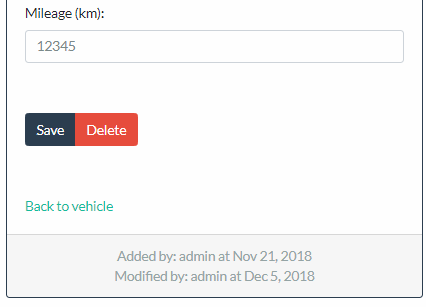 Mileage (km):
12345
Save Delete
Back to vehicle
Added by: admin at Nov 21, 2018
Modified by: admin at Dec 5, 2018